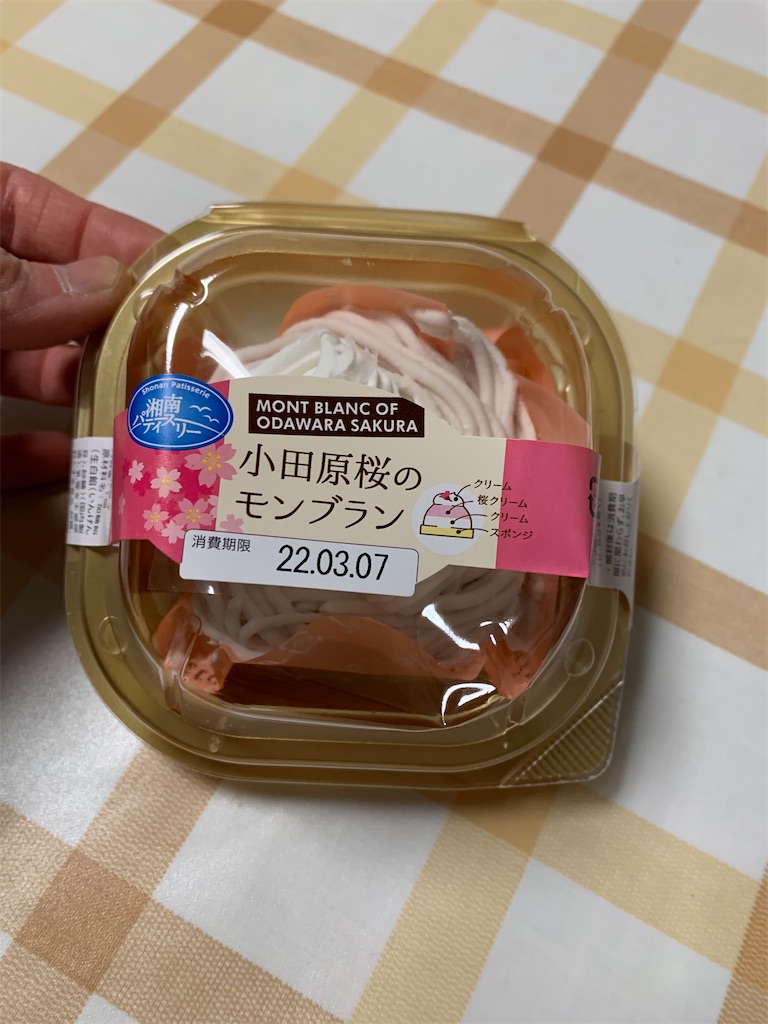 Shonan Patisserie
湘南
パティスリー
MONT BLANC OF
ODAWARA SAKURA
小田原桜の
モンブラン
クリーム
桜クリーム
クリーム
スポンジ
消費期限
22.03.07